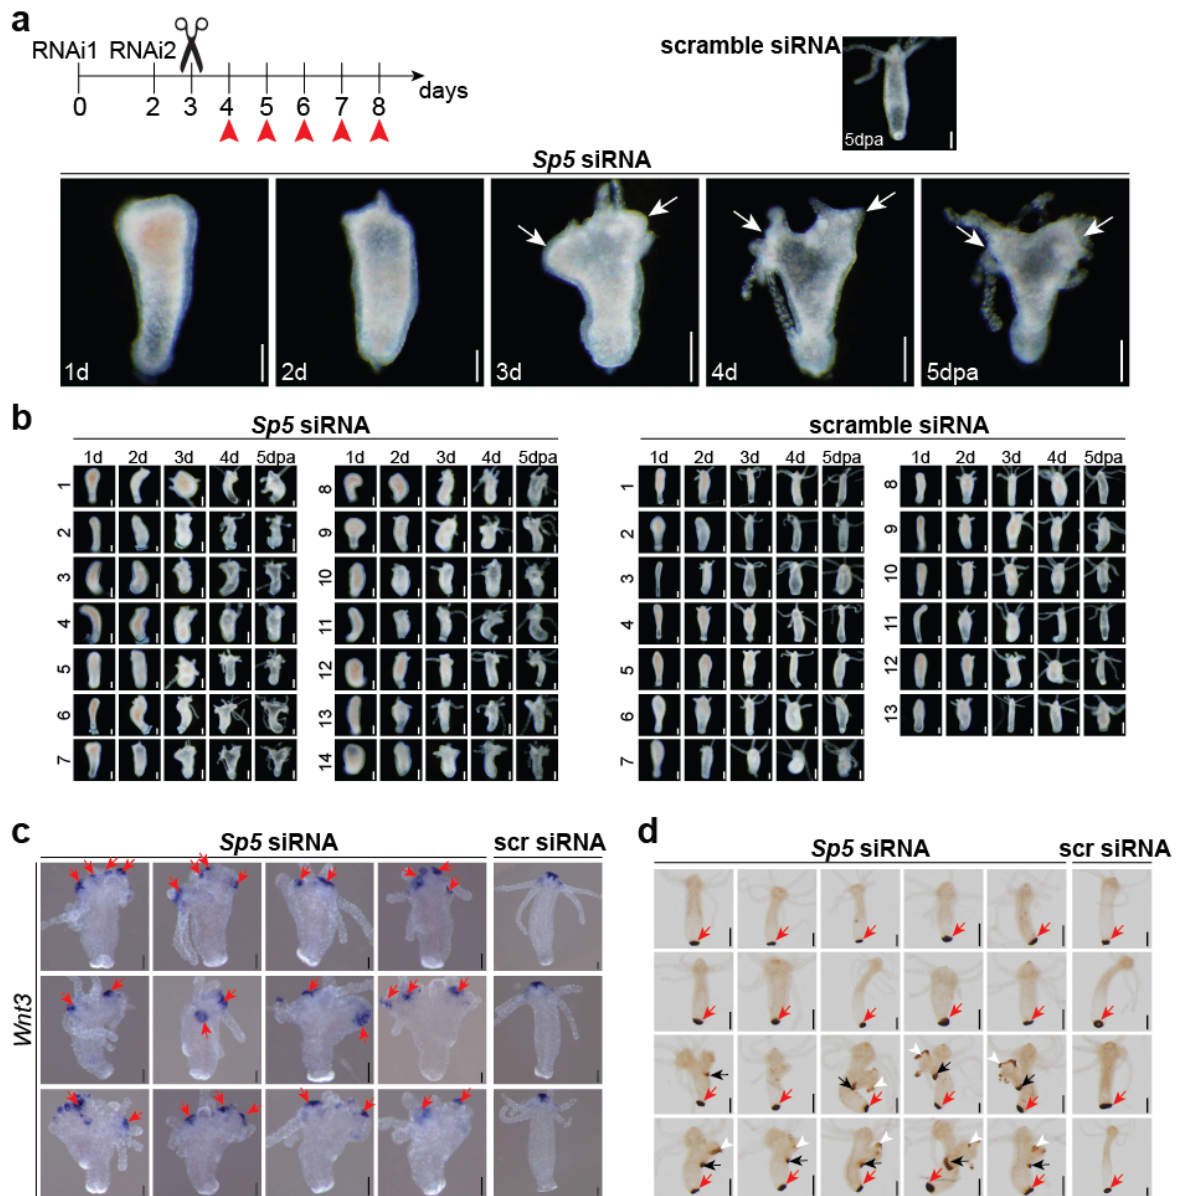 a
RNAi1 RNAi2
0 2 3 4 5 6 7 8 days
scramble siRNA
5dpa
Sp5 siRNA
1d 2d 3d 4d 5dpa
b
Sp5 siRNA
1d 2d 3d 4d 5dpa
1
2
3
4
5
6
7
1d 2d 3d 4d 5dpa
8
9
10
11
12
13
14
scramble siRNA
1d 2d 3d 4d 5dpa
1
2
3
4
5
6
7
1d 2d 3d 4d 5dpa
8
9
10
11
12
13
c
Sp5 siRNA scr siRNA
Wnt3
d
Sp5 siRNA scr siRNA